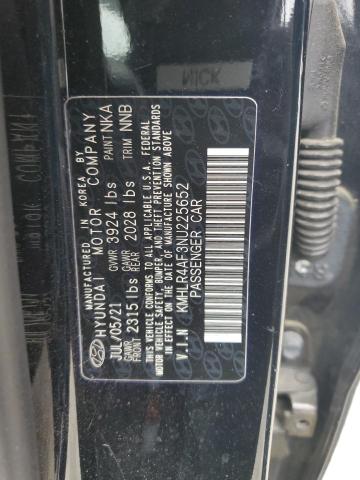 MANUFACTURED IN KOREA BY
HYUNDAI MOTOR COMPANY
JUL/05/21 GVWR 3924 lbs PAINT NKA
GAWR FRONT 2815 lbs GAWR REAR 2028 lbs TRIM NNB
THIS VEHICLE CONFORMS TO ALL APPLICABLE U.S.A. FEDERAL
MOTOR VEHICLE SAFETY, BUMPER, AND THEFT PREVENTION
STANDARDS IN EFFECT ON THE DATE OF MANUFACTURE
SHOWN ABOVE.
V.I.N KMHLR4AF3NU225652
PASSENGER CAR